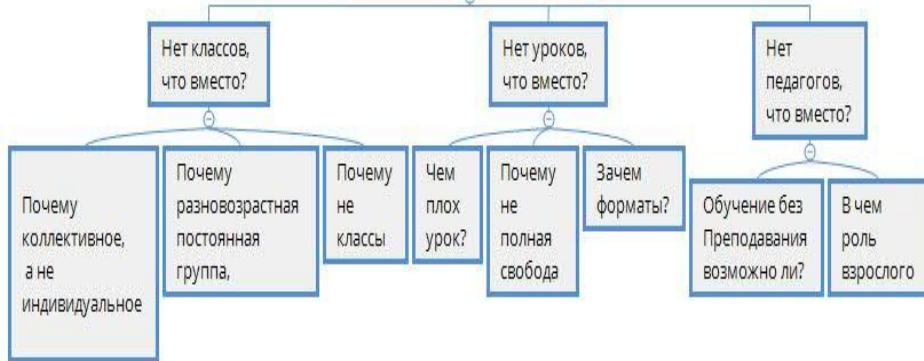 Нет классов,
что вместо?
Нет уроков,
что вместо?
Нет
педагогов,
что вместо?
Почему
коллективное,
а не
индивидуальное
Почему
разновозрастная
постоянная
группа,
Почему
не
классы
Чем
плох
урок?
Почему
не
полная
свобода
Зачем
форматы?
Обучение без
Преподавания
возможно ли?
В чем
роль
взрослого